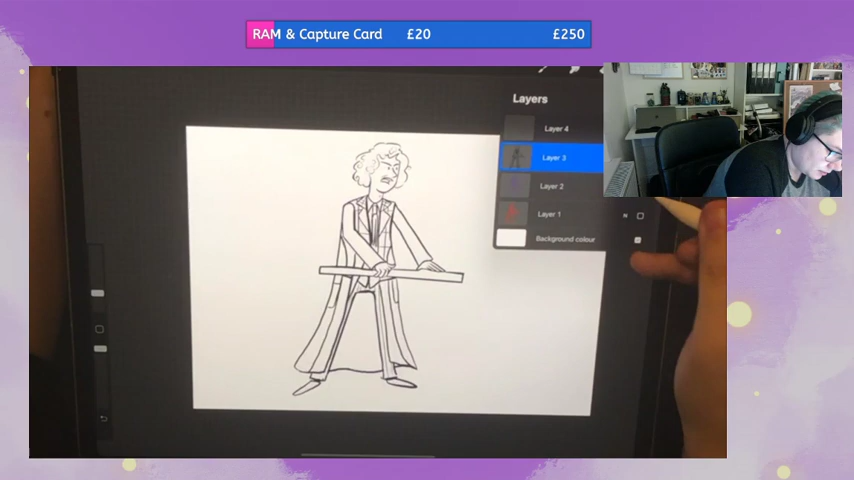 RAM & Capture Card £20 £250
Layers
Layer 4
Layer 3
Layer 2
Layer 1
N
Background colour